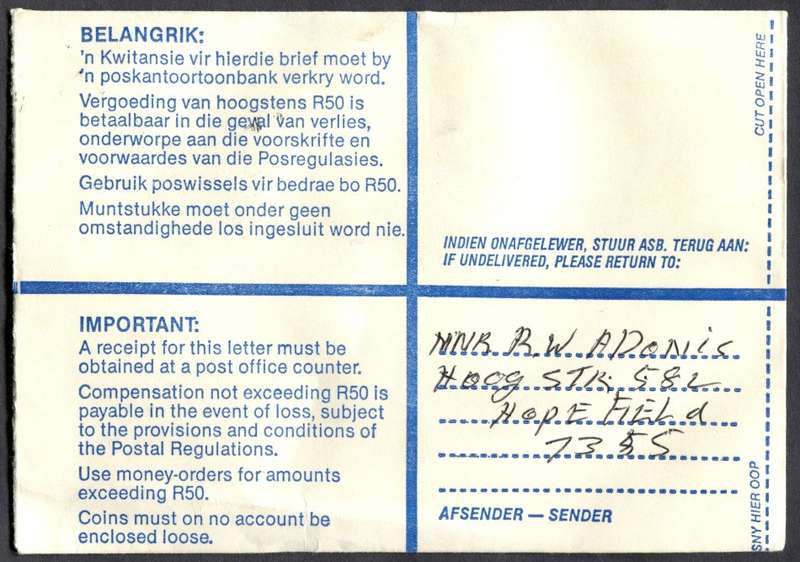 BELANGRIK:
'n Kwitansie vir hierdie brief moet by
'n poskantoortoonbank verkry word.
Vergoeding van hoogstens R50 is
betaalbaar in die geval van verlies,
onderworpe aan die voorskrifte en
voorwaardes van die Posregulasies.
Gebruik poswissels vir bedrae bo R50.
Muntstukke moet onder geen
omstandighede los ingesluit word nie.
CUT OPEN HERE
INDIEN ONAFGELEWER, STUUR ASB. TERUG AAN:
IF UNDELIVERED, PLEASE RETURN TO:
IMPORTANT:
A receipt for this letter must be
obtained at a post office counter.
Compensation not exceeding R50 is
payable in the event of loss, subject
to the provisions and conditions of
the Postal Regulations.
Use money-orders for amounts
exceeding R50.
Coins must on no account be
enclosed loose.
MNR R.W ADONIS
HOOG STR. 582
HOPEFIELd
7355
AFSENDER — SENDER
SNY HIER OOP